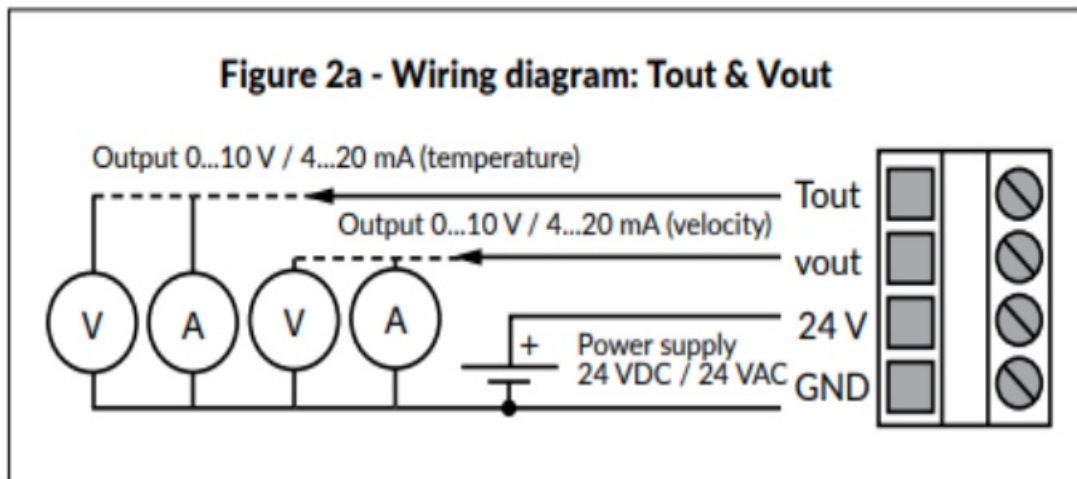 Figure 2a - Wiring diagram: Tout & Vout
Output 0...10 V / 4...20 mA (temperature)
Tout
Output 0...10 V / 4...20 mA (velocity)
vout
V
A
V
A
24 V
+
Power supply
24 VDC / 24 VAC
GND